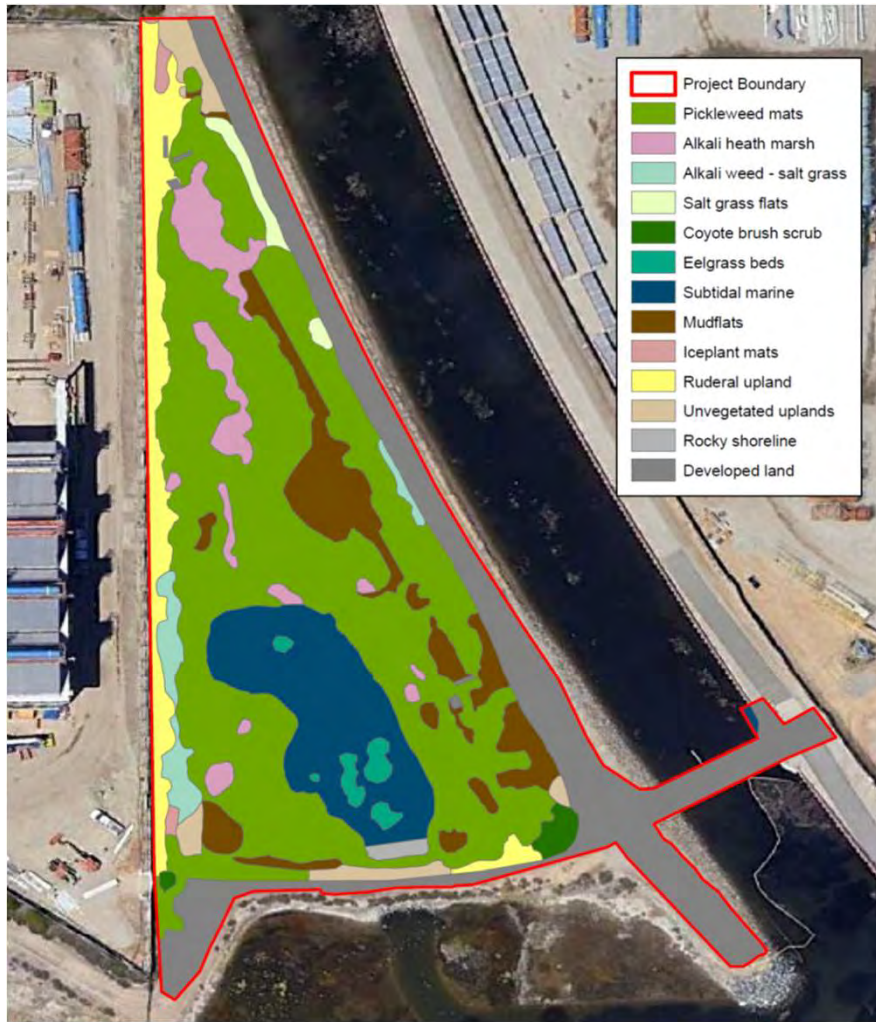 Project Boundary
Pickleweed mats
Alkali heath marsh
Alkali weed - salt grass
Salt grass flats
Coyote brush scrub
Eelgrass beds
Subtidal marine
Mudflats
Iceplant mats
Ruderal upland
Unvegetated uplands
Rocky shoreline
Developed land